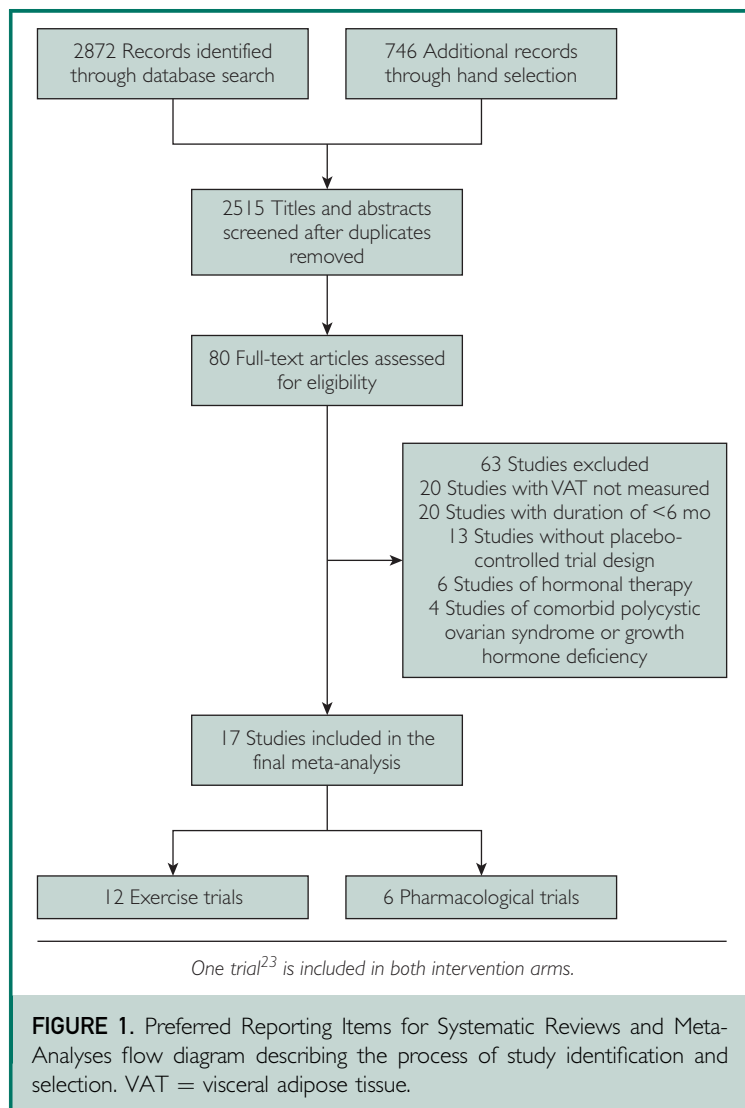 2872 Records identified
through database search
746 Additional records
through hand selection
2515 Titles and abstracts
screened after duplicates
removed
80 Full-text articles assessed
for eligibility
63 Studies excluded
20 Studies with VAT not measured
20 Studies with duration of <6 mo
13 Studies without placebo-
controlled trial design
6 Studies of hormonal therapy
4 Studies of comorbid polycystic
ovarian syndrome or growth
hormone deficiency
17 Studies included in the
final meta-analysis
12 Exercise trials
6 Pharmacological trials
One trial23 is included in both intervention arms.
FIGURE 1. Preferred Reporting Items for Systematic Reviews and Meta-
Analyses flow diagram describing the process of study identification and
selection. VAT = visceral adipose tissue.